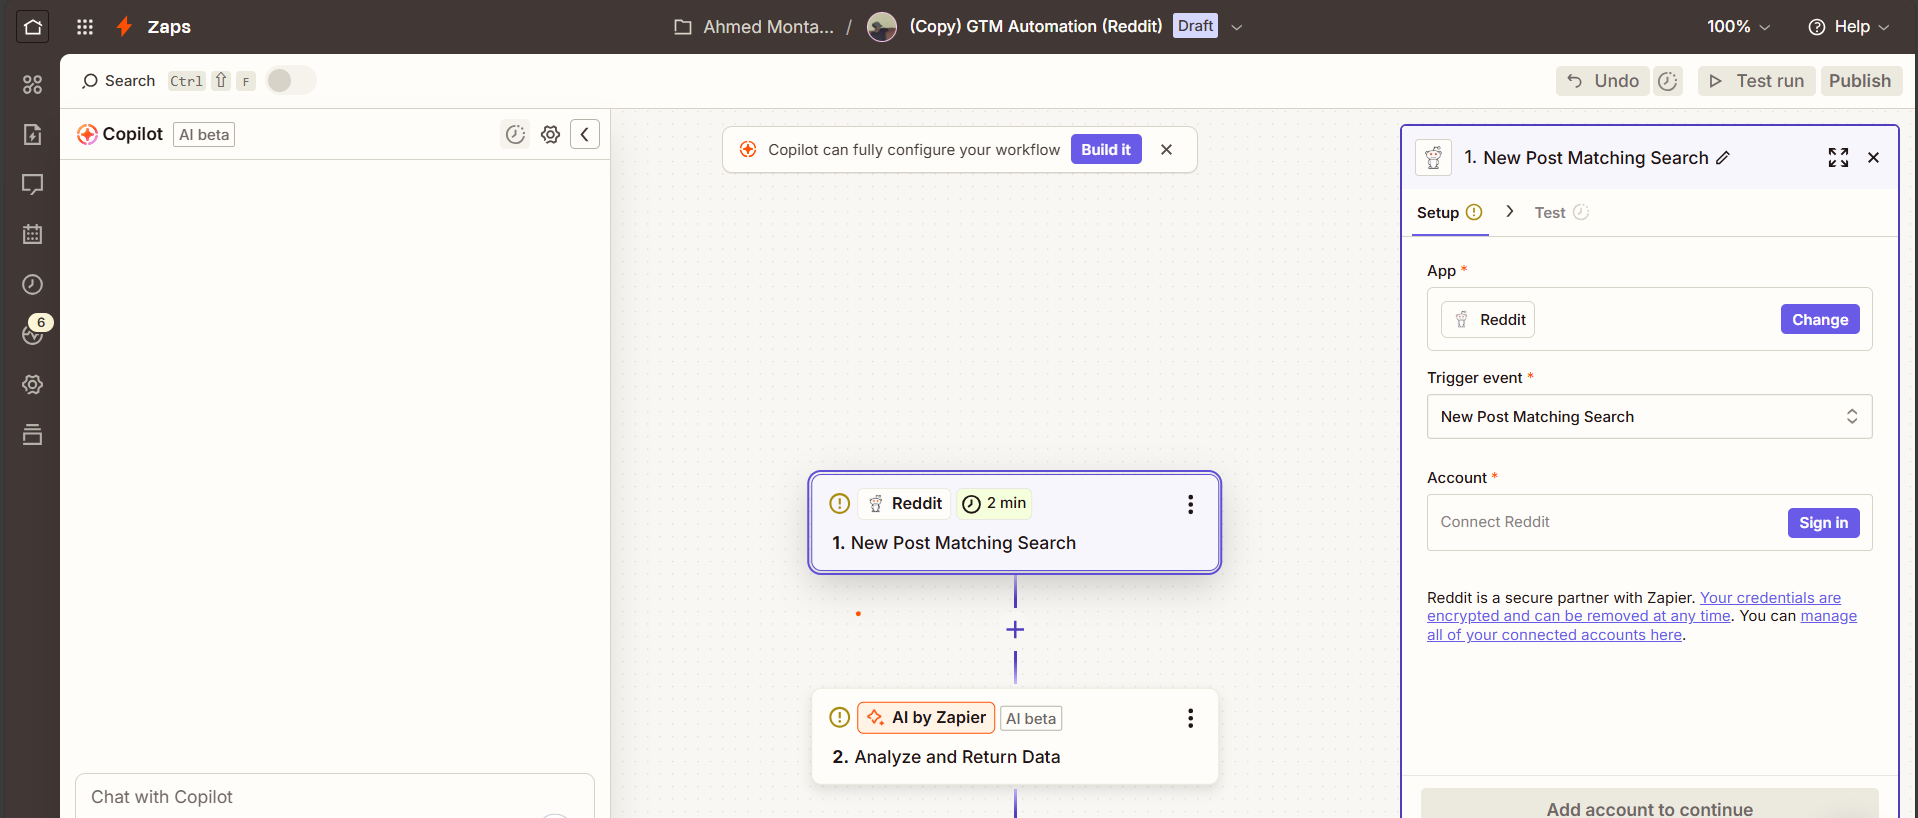 Zaps
Ahmed Monta... / (Copy) GTM Automation (Reddit) Draft
100%
Help
Search Ctrl ⇧ F
Undo
Test run
Publish
Copilot AI beta
6
Chat with Copilot
Copilot can fully configure your workflow Build it
Reddit 2 min
1. New Post Matching Search
AI by Zapier AI beta
2. Analyze and Return Data
1. New Post Matching Search
Setup Test
App *
Reddit Change
Trigger event *
New Post Matching Search
Account *
Connect Reddit Sign in
Reddit is a secure partner with Zapier. Your credentials are
encrypted and can be removed at any time. You can manage
all of your connected accounts here.
Add account to continue